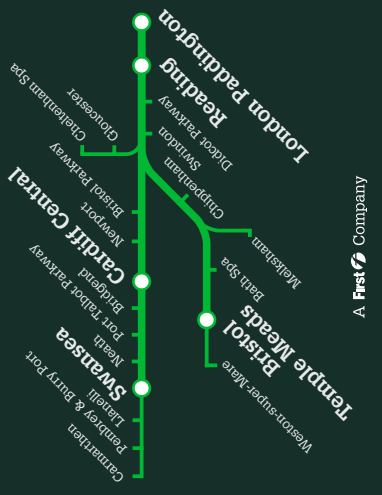 London Paddington
Reading
Didcot Parkway
Swindon
Chippenham
Melksham
Bath Spa
Bristol
Temple Meads
Weston-super-Mare
Cheltenham Spa
Gloucester
Bristol Parkway
Newport
Cardiff Central
Bridgend
Port Talbot Parkway
Neath
Swansea
Llanelli
Pembrey & Burry Port
Carmarthen
A First Company